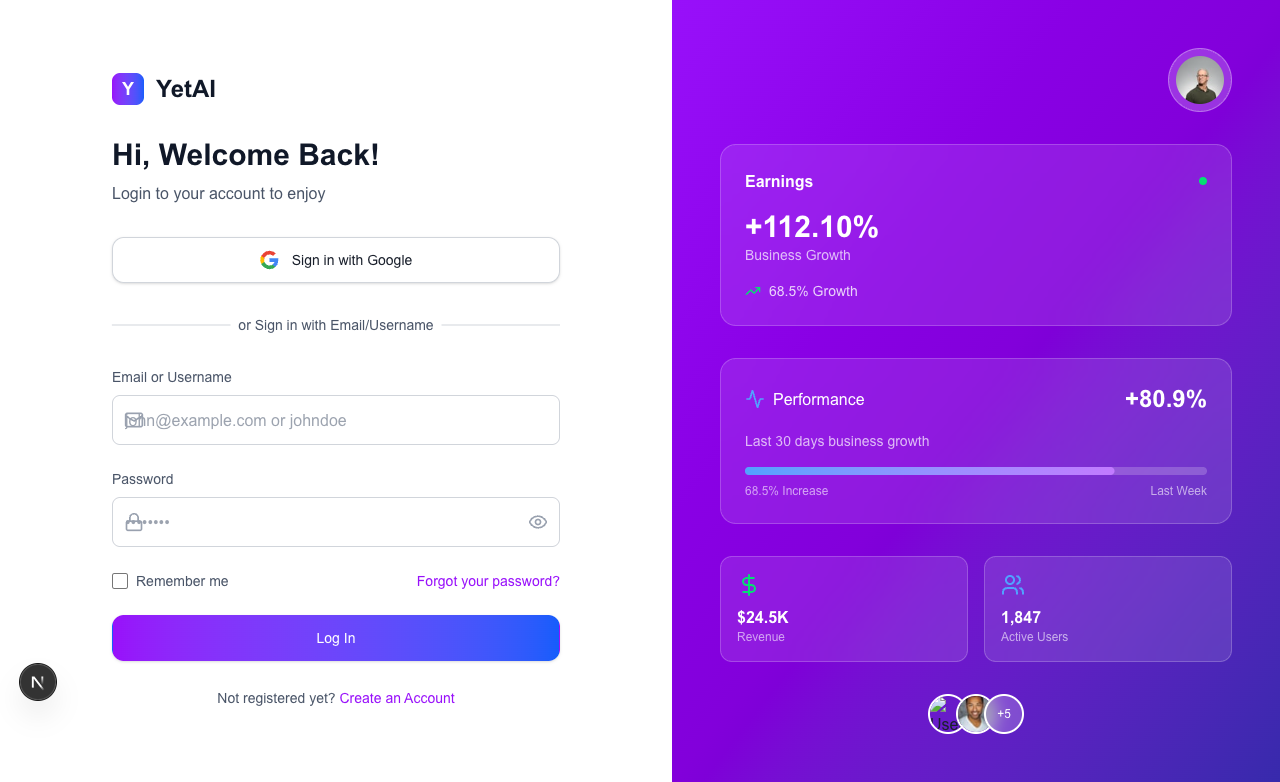 Y YetAI
Hi, Welcome Back!
Login to your account to enjoy
Sign in with Google
or Sign in with Email/Username
Email or Username
john@example.com or johndoe
Password
Remember me
Forgot your password?
Log In
Not registered yet? Create an Account
N
Earnings
+112.10%
Business Growth
68.5% Growth
Performance
+80.9%
Last 30 days business growth
68.5% Increase
Last Week
$24.5K
Revenue
1,847
Active Users
Use
+5